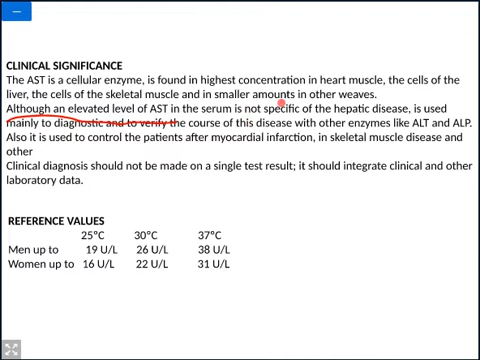 CLINICAL SIGNIFICANCE
The AST is a cellular enzyme, is found in highest concentration in heart muscle, the cells of the
liver, the cells of the skeletal muscle and in smaller amounts in other weaves.
Although an elevated level of AST in the serum is not specific of the hepatic disease, is used
mainly to diagnostic and to verify the course of this disease with other enzymes like ALT and ALP.
Also it is used to control the patients after myocardial infarction, in skeletal muscle disease and
other
Clinical diagnosis should not be made on a single test result; it should integrate clinical and other
laboratory data.
REFERENCE VALUES
25ºC 30ºC 37ºC
Men up to 19 U/L 26 U/L 38 U/L
Women up to 16 U/L 22 U/L 31 U/L